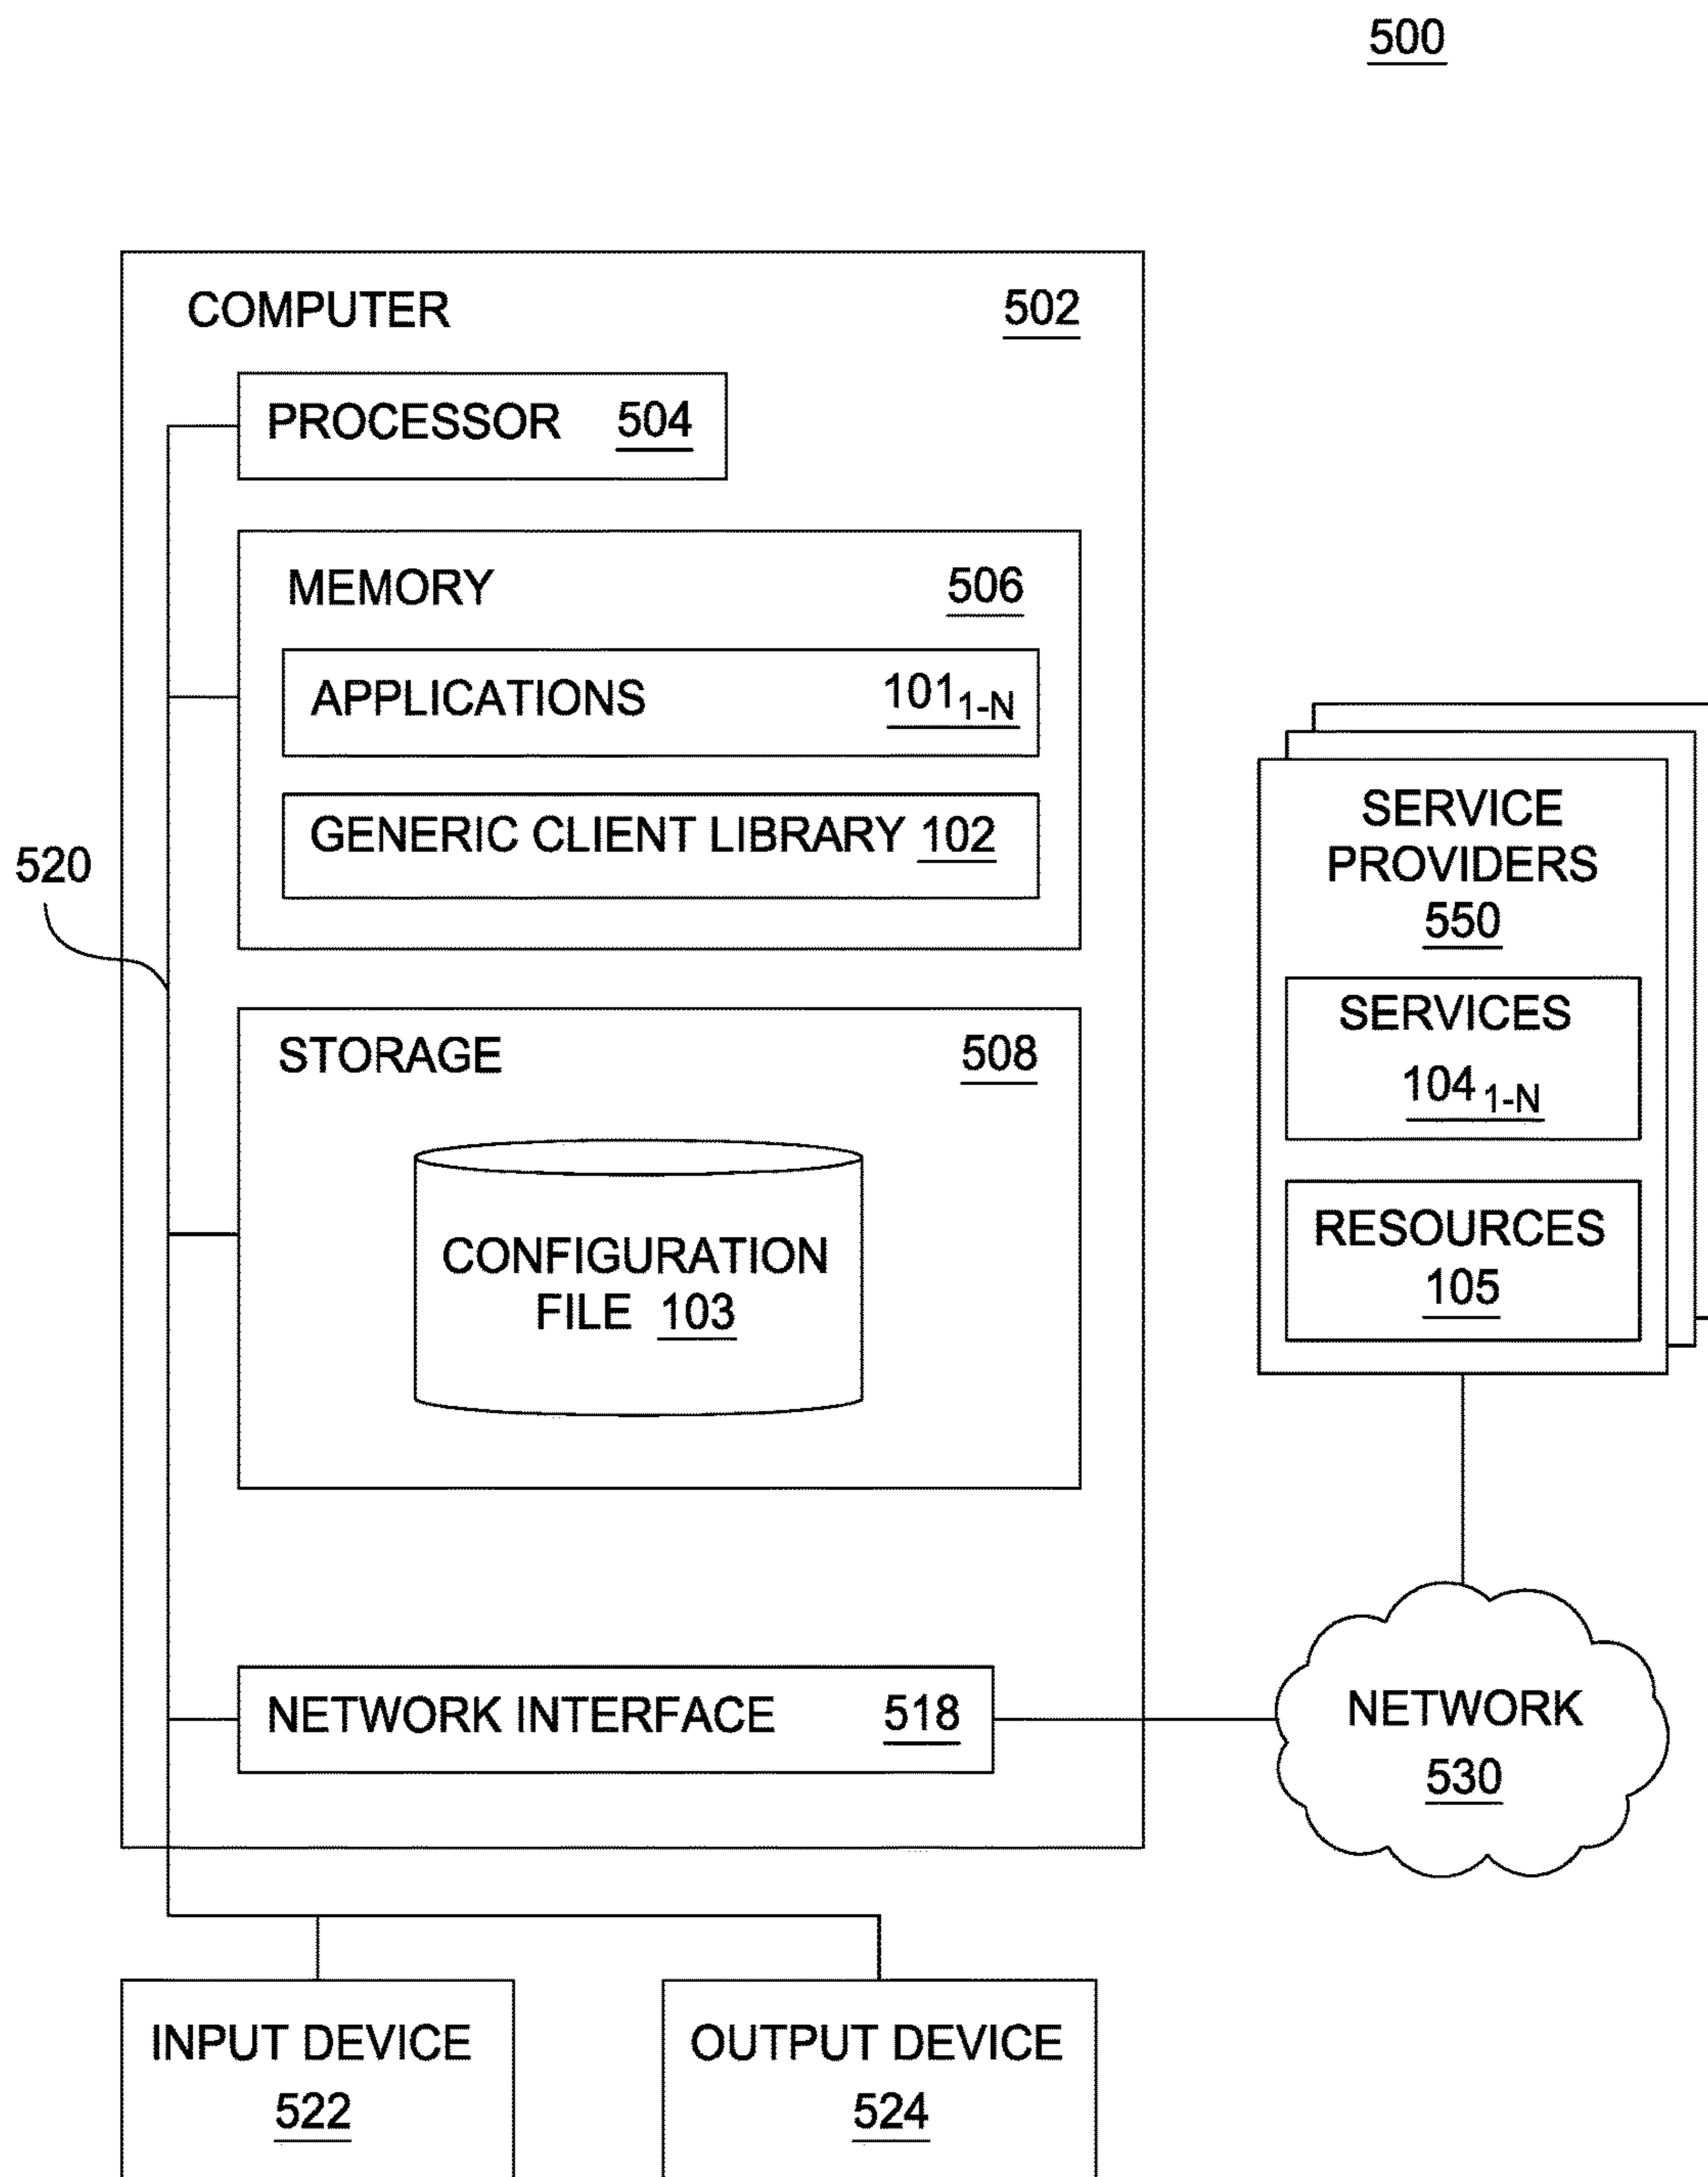 500
COMPUTER 502
PROCESSOR 504
MEMORY 506
APPLICATIONS 101 1-N
GENERIC CLIENT LIBRARY 102
520
STORAGE 508
CONFIGURATION
FILE 103
NETWORK INTERFACE 518
SERVICE
PROVIDERS
550
SERVICES
104 1-N
RESOURCES
105
NETWORK
530
INPUT DEVICE
522
OUTPUT DEVICE
524